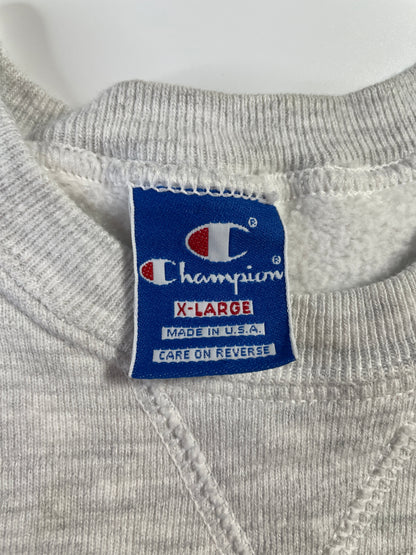 ®
Champion®
X-LARGE
MADE IN U.S.A.
CARE ON REVERSE